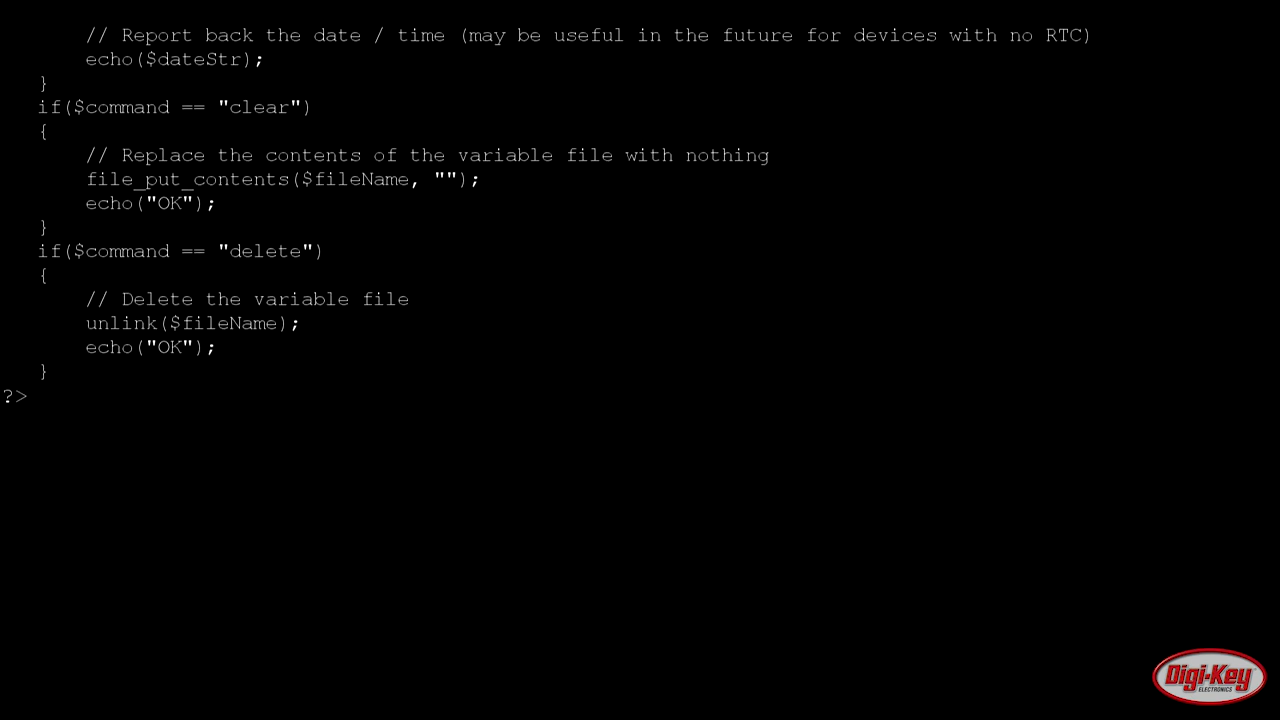 // Report back the date / time (may be useful in the future for devices with no RTC)
echo($dateStr);
}
if($command == "clear")
{
// Replace the contents of the variable file with nothing
file_put_contents($fileName, "");
echo("OK");
}
if($command == "delete")
{
// Delete the variable file
unlink($fileName);
echo("OK");
}
?>
Digi-Key
ELECTRONICS